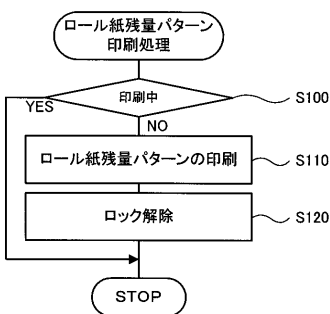 ロール紙残量パターン
印刷処理
印刷中
S100
YES
NO
ロール紙残量パターンの印刷
S110
ロック解除
S120
STOP